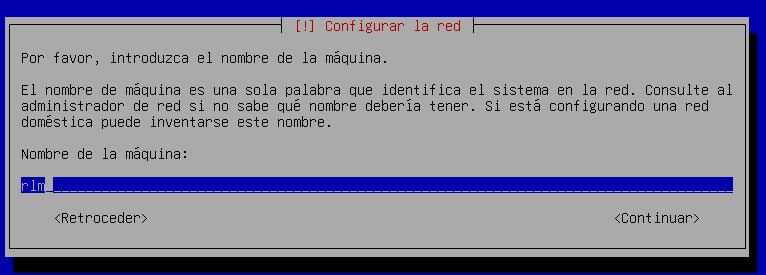 [!] Configurar la red
Por favor, introduzca el nombre de la máquina.
El nombre de máquina es una sola palabra que identifica el sistema en la red. Consulte al
administrador de red si no sabe qué nombre debería tener. Si está configurando una red
doméstica puede inventarse este nombre.
Nombre de la máquina:
rlm
<Retroceder> <Continuar>